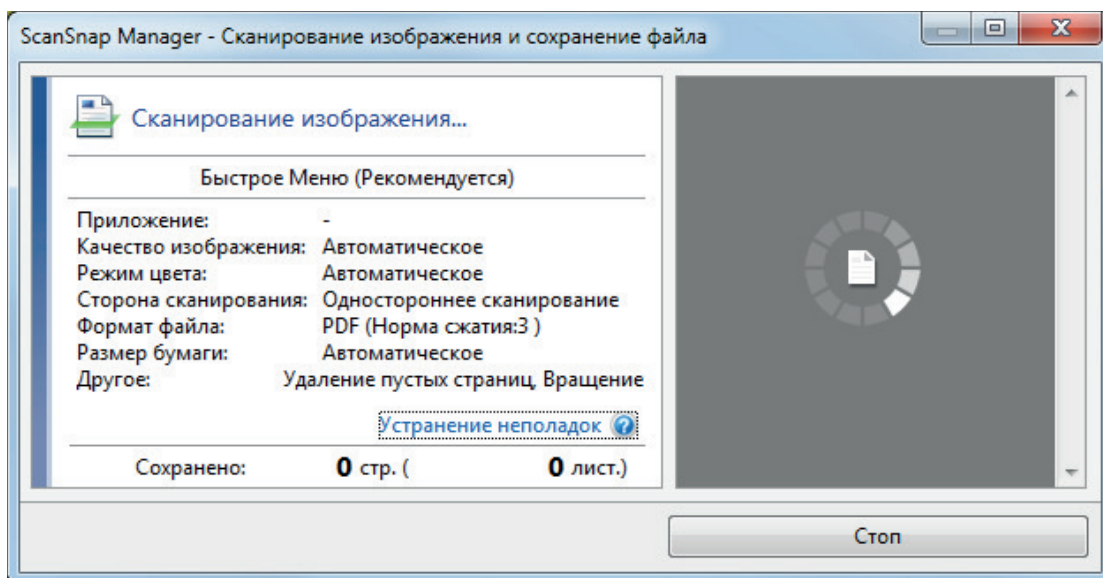 ScanSnap Manager - Сканирование изображения и сохранение файла
Сканирование изображения...
Быстрое Меню (Рекомендуется)
Приложение: -
Качество изображения: Автоматическое
Режим цвета: Автоматическое
Сторона сканирования: Одностороннее сканирование
Формат файла: PDF (Норма сжатия:3 )
Размер бумаги: Автоматическое
Другое: Удаление пустых страниц, Вращение
Устранение неполадок ?
Сохранено: 0 стр. ( 0 лист.)
Стоп